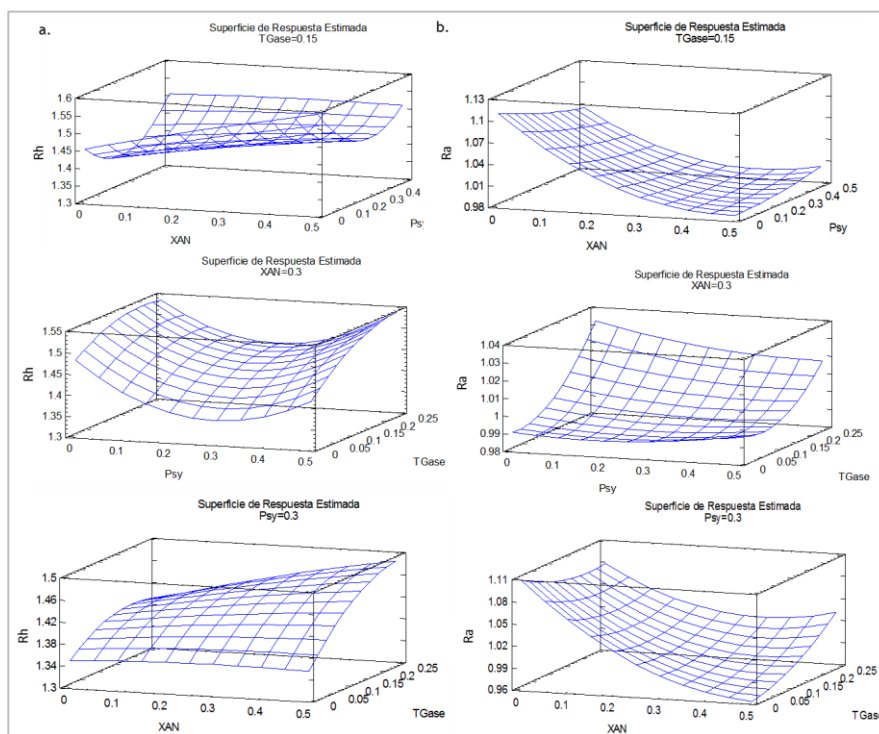 a.
Superficie de Respuesta Estimada
TGase=0.15
Rh
1.6
1.55
1.5
1.45
1.4
1.35
1.3
0 0.1 0.2 0.3 0.4 0.5
XAN
0 0.1 0.2 0.3 0.4
Psy
b.
Superficie de Respuesta Estimada
TGase=0.15
Ra
1.13
1.1
1.07
1.04
1.01
0.98
0 0.1 0.2 0.3 0.4 0.5
XAN
0 0.1 0.2 0.3 0.4 0.5
Psy
Superficie de Respuesta Estimada
XAN=0.3
Rh
1.55
1.5
1.45
1.4
1.35
1.3
0 0.1 0.2 0.3 0.4 0.5
Psy
0 0.05 0.1 0.15 0.2 0.25
TGase
Superficie de Respuesta Estimada
XAN=0.3
Ra
1.04
1.03
1.02
1.01
1
0.99
0.98
0 0.1 0.2 0.3 0.4 0.5
Psy
0 0.05 0.1 0.15 0.2 0.25
TGase
Superficie de Respuesta Estimada
Psy=0.3
Rh
1.5
1.46
1.42
1.38
1.34
1.3
0 0.1 0.2 0.3 0.4 0.5
XAN
0 0.05 0.1 0.15 0.2 0.25
TGase
Superficie de Respuesta Estimada
Psy=0.3
Ra
1.11
1.08
1.05
1.02
0.99
0.96
0 0.1 0.2 0.3 0.4 0.5
XAN
0 0.05 0.1 0.15 0.2 0.25
TGase